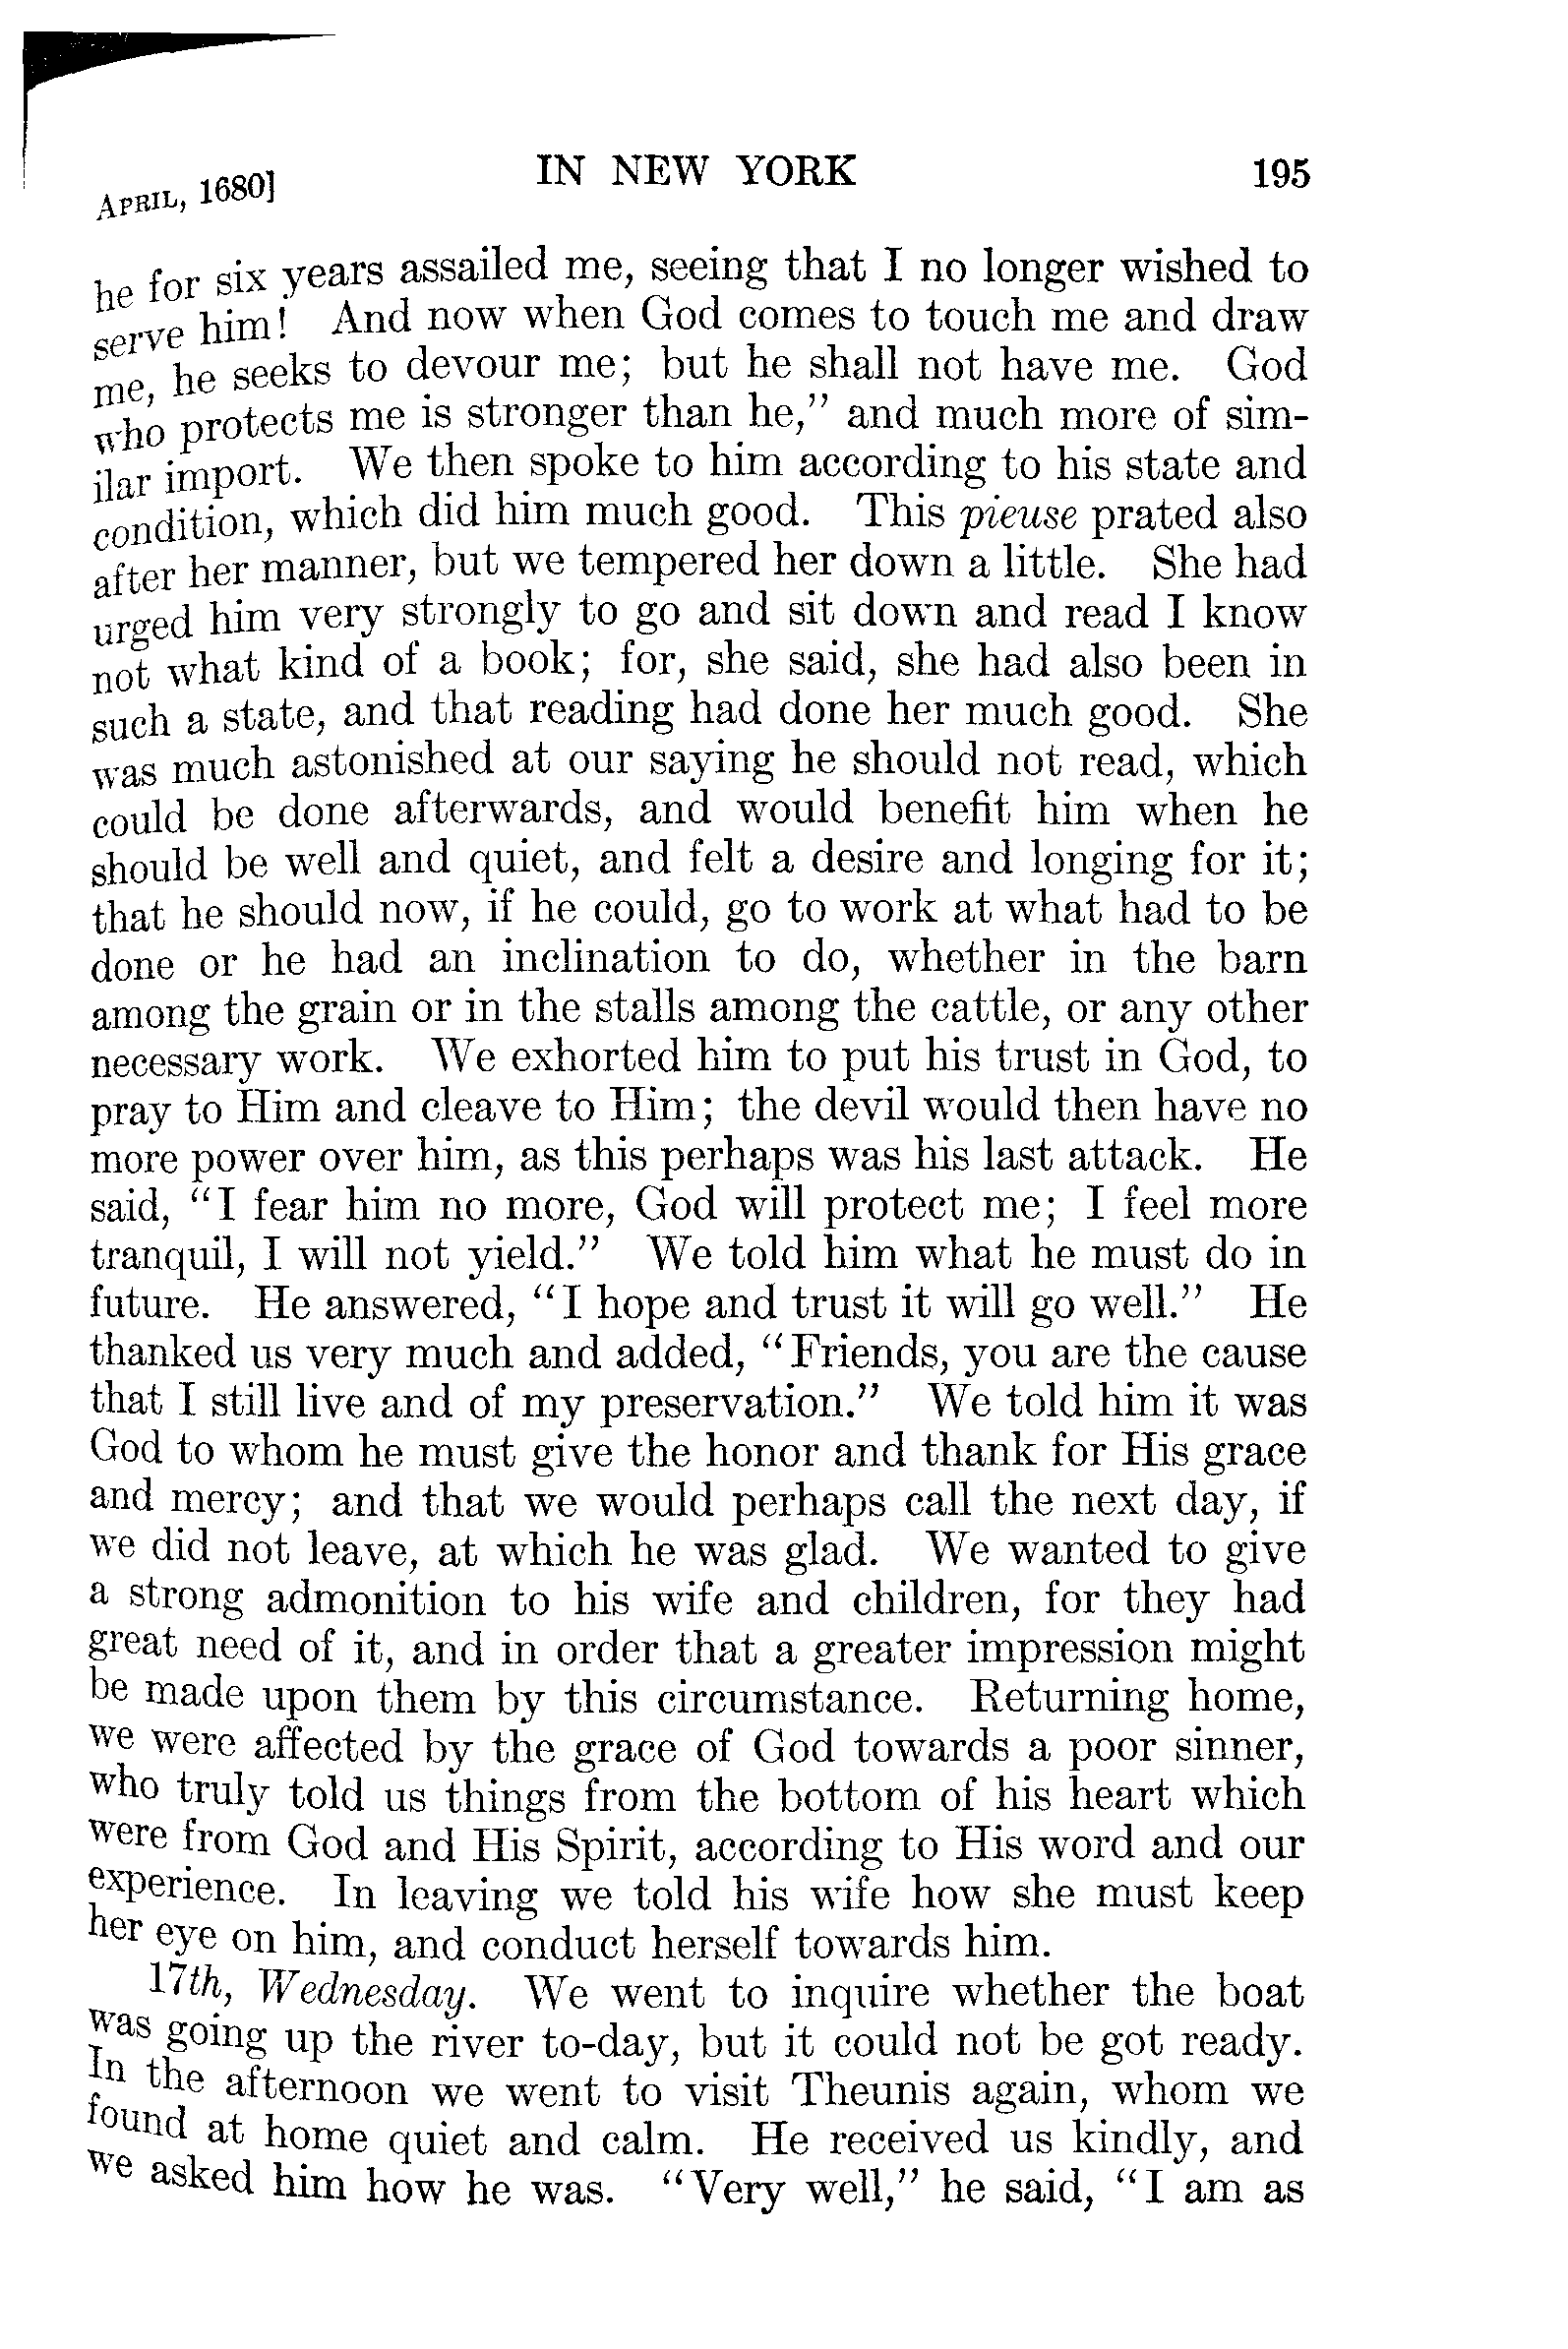 APRIL, 1680] IN NEW YORK 195
he for six years assailed me, seeing that I no longer wished to
serve him! And now when God comes to touch me and draw
me, he seeks to devour me; but he shall not have me. God
who protects me is stronger than he,” and much more of sim-
ilar import. We then spoke to him according to his state and
condition, which did him much good. This pieuse prated also
after her manner, but we tempered her down a little. She had
urged him very strongly to go and sit down and read I know
not what kind of a book; for, she said, she had also been in
such a state, and that reading had done her much good. She
was much astonished at our saying he should not read, which
could be done afterwards, and would benefit him when he
should be well and quiet, and felt a desire and longing for it;
that he should now, if he could, go to work at what had to be
done or he had an inclination to do, whether in the barn
among the grain or in the stalls among the cattle, or any other
necessary work. We exhorted him to put his trust in God, to
pray to Him and cleave to Him; the devil would then have no
more power over him, as this perhaps was his last attack. He
said, “I fear him no more, God will protect me; I feel more
tranquil, I will not yield.” We told him what he must do in
future. He answered, “I hope and trust it will go well.” He
thanked us very much and added, “Friends, you are the cause
that I still live and of my preservation.” We told him it was
God to whom he must give the honor and thank for His grace
and mercy; and that we would perhaps call the next day, if
we did not leave, at which he was glad. We wanted to give
a strong admonition to his wife and children, for they had
great need of it, and in order that a greater impression might
be made upon them by this circumstance. Returning home,
we were affected by the grace of God towards a poor sinner,
who truly told us things from the bottom of his heart which
were from God and His Spirit, according to His word and our
experience. In leaving we told his wife how she must keep
her eye on him, and conduct herself towards him.
17th, Wednesday. We went to inquire whether the boat
was going up the river to-day, but it could not be got ready.
In the afternoon we went to visit Theunis again, whom we
found at home quiet and calm. He received us kindly, and
we asked him how he was. “Very well,” he said, “I am as